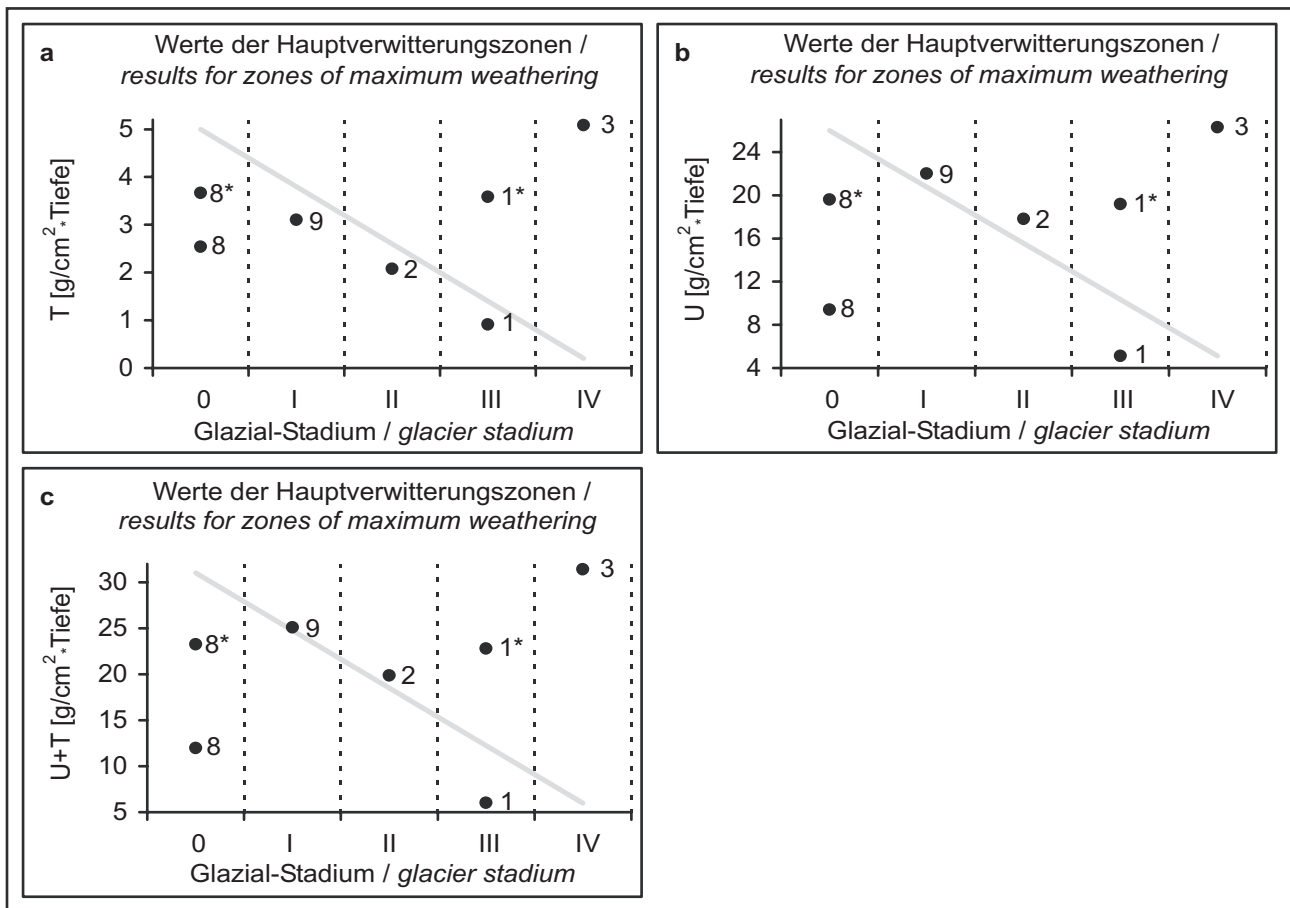 a
Werte der Hauptverwitterungszonen /
results for zones of maximum weathering
T [g/cm²*Tiefe]
5
4
3
2
1
0
8*
8
9
2
1*
1
3
0 I II III IV
Glazial-Stadium / glacier stadium
b
Werte der Hauptverwitterungszonen /
results for zones of maximum weathering
U [g/cm²*Tiefe]
24
20
16
12
8
4
8*
8
9
2
1*
1
3
0 I II III IV
Glazial-Stadium / glacier stadium
c
Werte der Hauptverwitterungszonen /
results for zones of maximum weathering
U+T [g/cm²*Tiefe]
30
25
20
15
10
5
8*
8
9
2
1*
1
3
0 I II III IV
Glazial-Stadium / glacier stadium